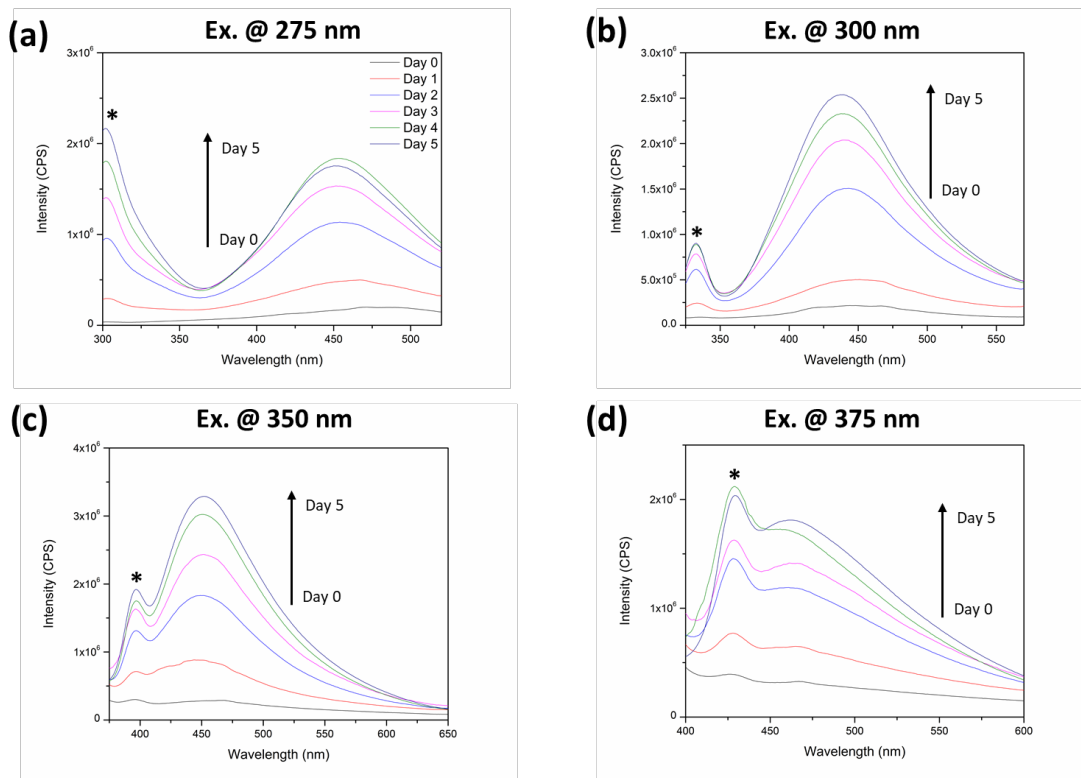 (a)
Ex. @ 275 nm
3x10⁶
2x10⁶
1x10⁶
0
Intensity (CPS)
*
Day 0
Day 1
Day 2
Day 3
Day 4
Day 5
Day 5
Day 0
300 350 400 450 500
Wavelength (nm)
(b)
Ex. @ 300 nm
3.0x10⁶
2.5x10⁶
2.0x10⁶
1.5x10⁶
1.0x10⁶
5.0x10⁵
0.0
Intensity (CPS)
*
Day 5
Day 0
350 400 450 500 550
Wavelength (nm)
(c)
Ex. @ 350 nm
4x10⁶
3x10⁶
2x10⁶
1x10⁶
0
Intensity (CPS)
*
Day 5
Day 0
400 450 500 550 600 650
Wavelength (nm)
(d)
Ex. @ 375 nm
2x10⁶
1x10⁶
0
Intensity (CPS)
*
Day 5
Day 0
400 450 500 550 600
Wavelength (nm)